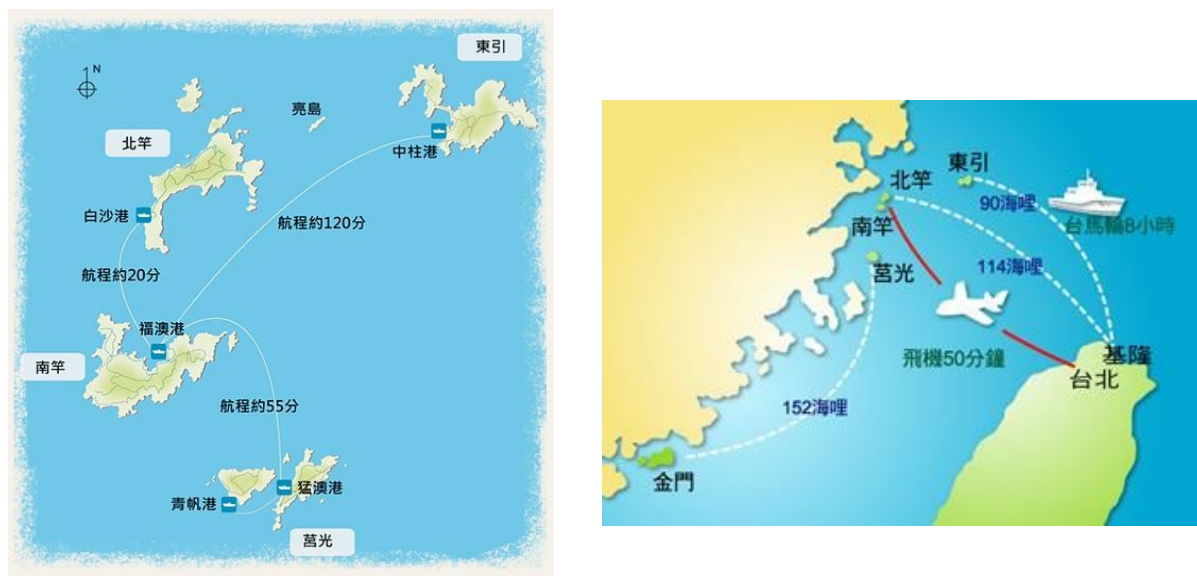 N
東引
亮島
北竿
中柱港
白沙港
航程約120分
航程約20分
福澳港
南竿
航程約55分
猛澳港
青帆港
莒光
東引
北竿
90海哩
南竿
台馬輪8小時
莒光
114海哩
基隆
飛機50分鐘
台北
152海哩
金門